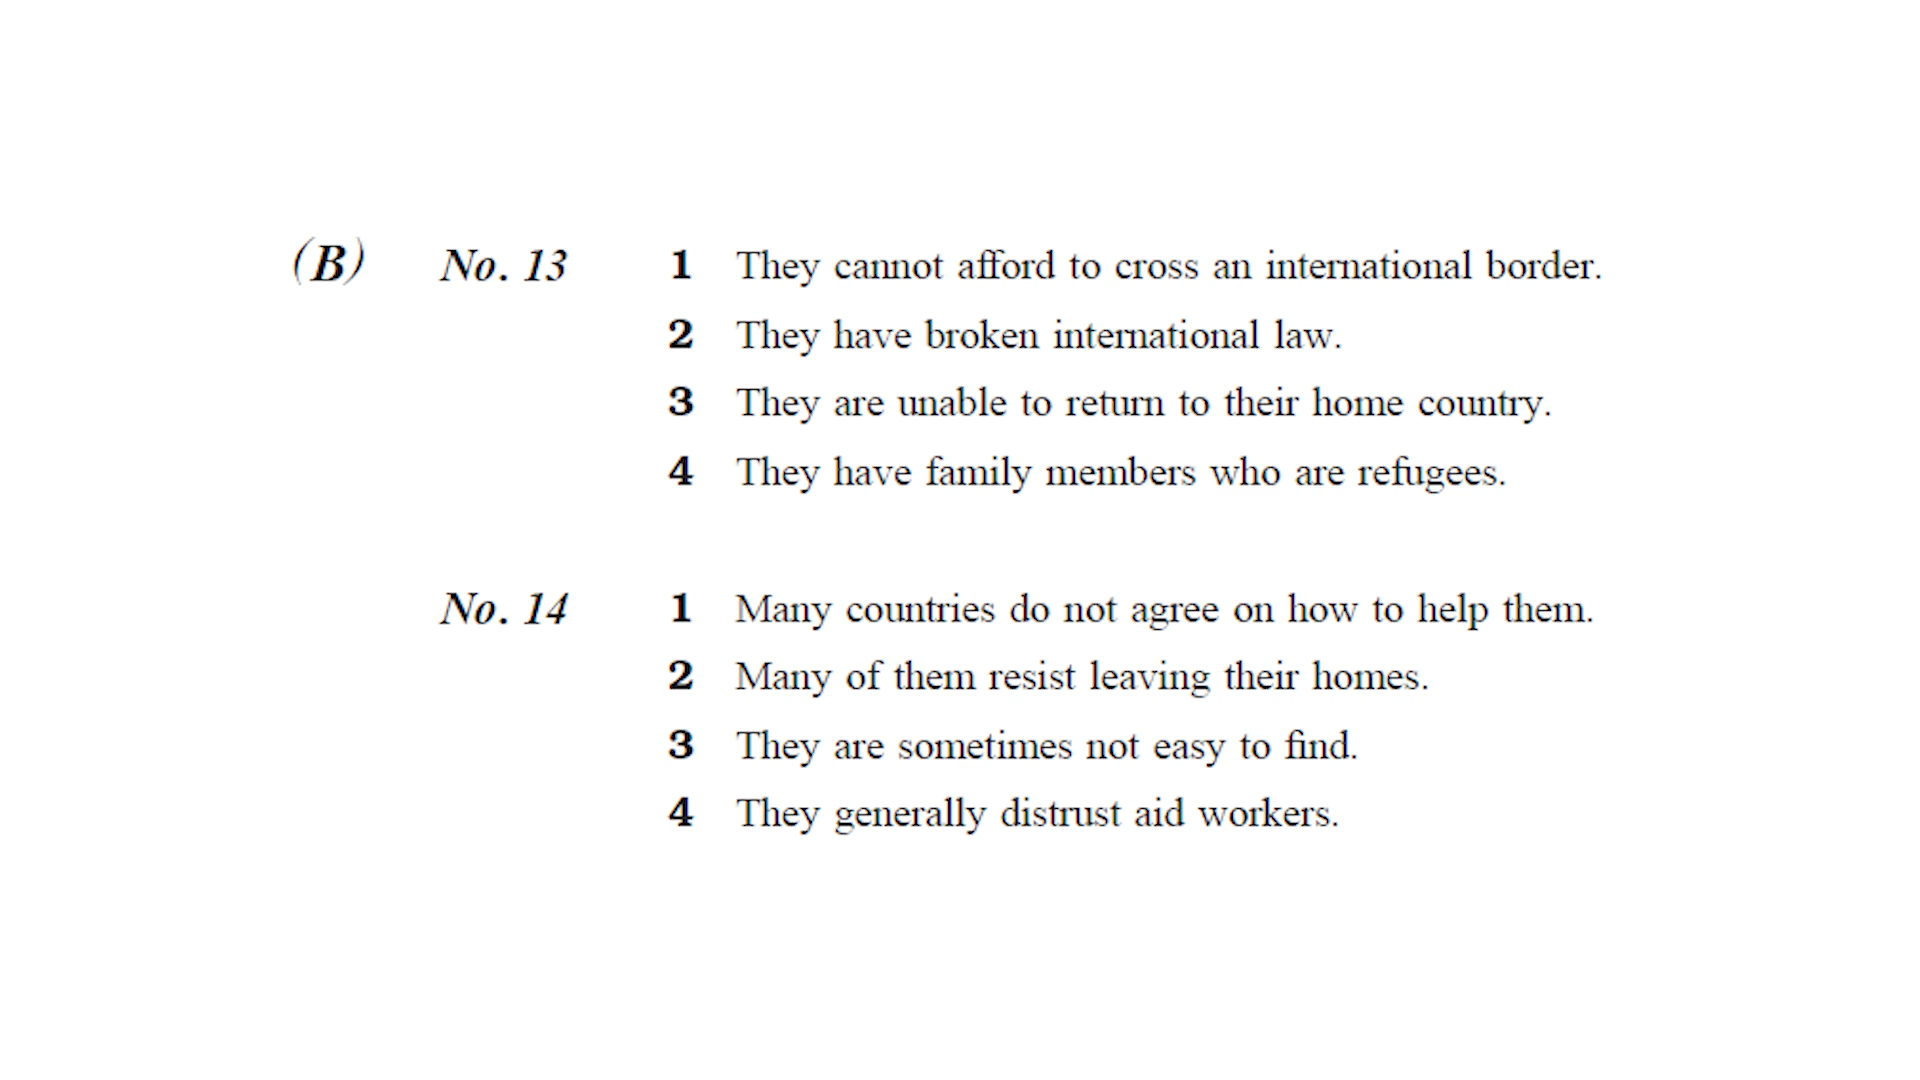 (B) No. 13 1 They cannot afford to cross an international border.
2 They have broken international law.
3 They are unable to return to their home country.
4 They have family members who are refugees.
No. 14 1 Many countries do not agree on how to help them.
2 Many of them resist leaving their homes.
3 They are sometimes not easy to find.
4 They generally distrust aid workers.